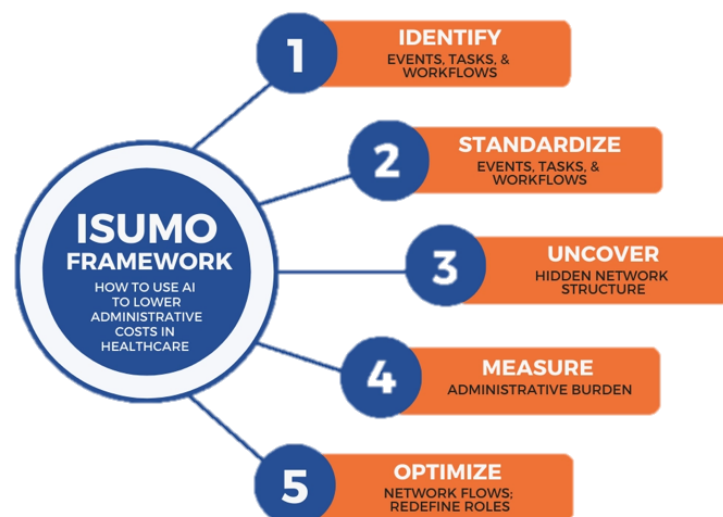 ISUMO
FRAMEWORK
HOW TO USE AI
TO LOWER
ADMINISTRATIVE
COSTS IN
HEALTHCARE
1
IDENTIFY
EVENTS, TASKS, &
WORKFLOWS
2
STANDARDIZE
EVENTS, TASKS, &
WORKFLOWS
3
UNCOVER
HIDDEN NETWORK
STRUCTURE
4
MEASURE
ADMINISTRATIVE BURDEN
5
OPTIMIZE
NETWORK FLOWS;
REDEFINE ROLES